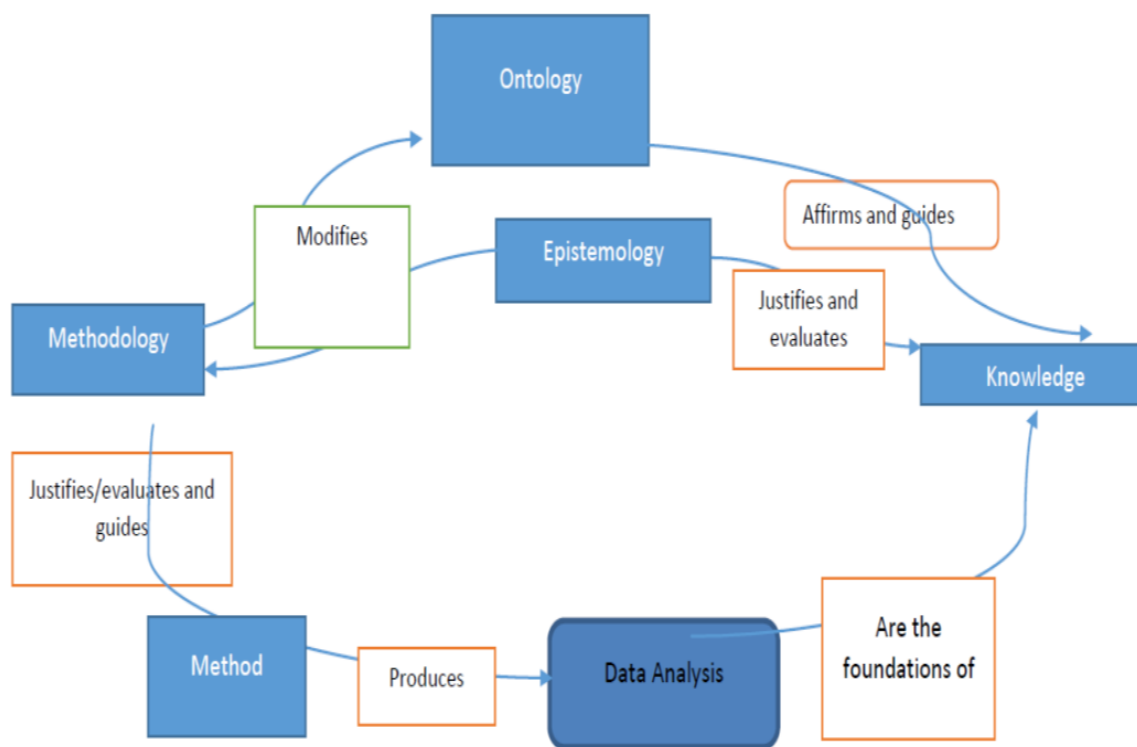 Ontology
Affirms and guides
Modifies
Epistemology
Justifies and
evaluates
Methodology
Knowledge
Justifies/evaluates and
guides
Method
Produces
Data Analysis
Are the
foundations of